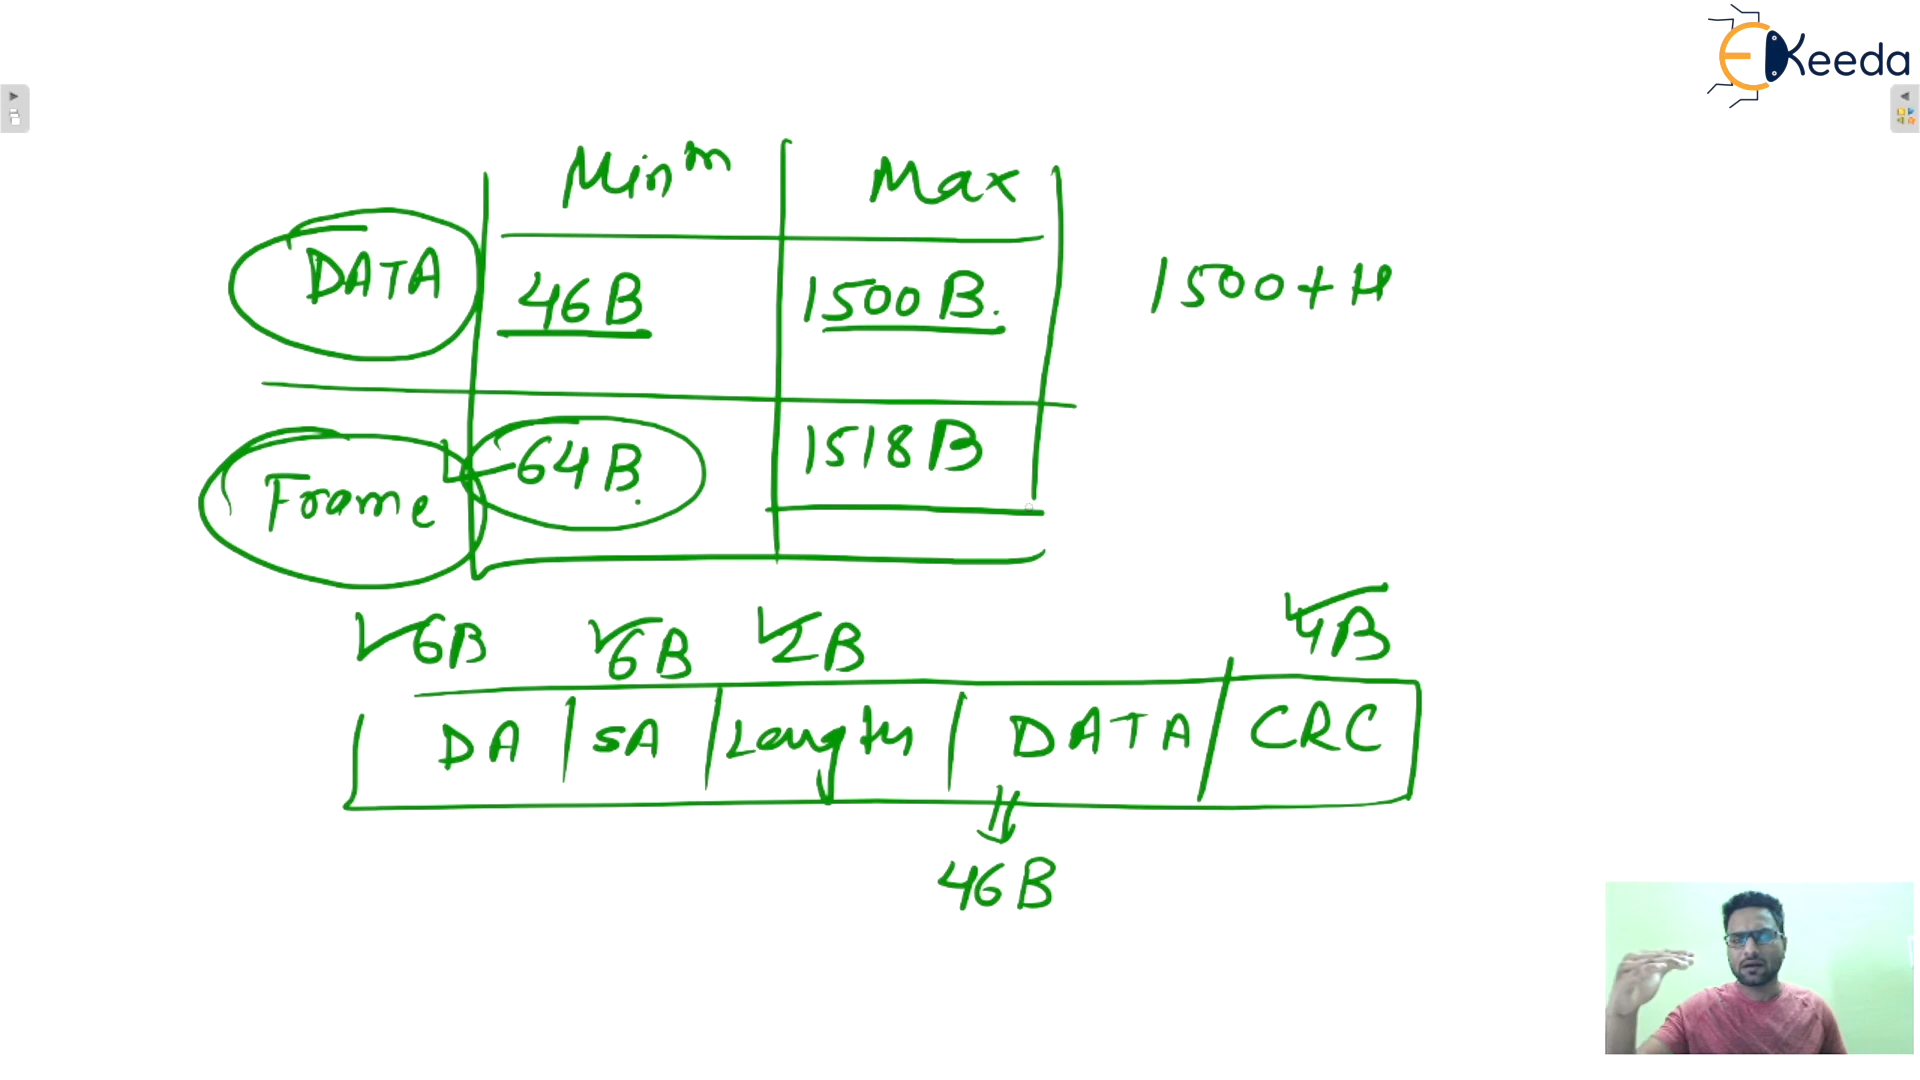 EKeeda
Minm Max
DATA 46B 1500B. 1500+H
Frame 64B. 1518B
6B 6B 2B 4B
DA SA Length DATA CRC
46B